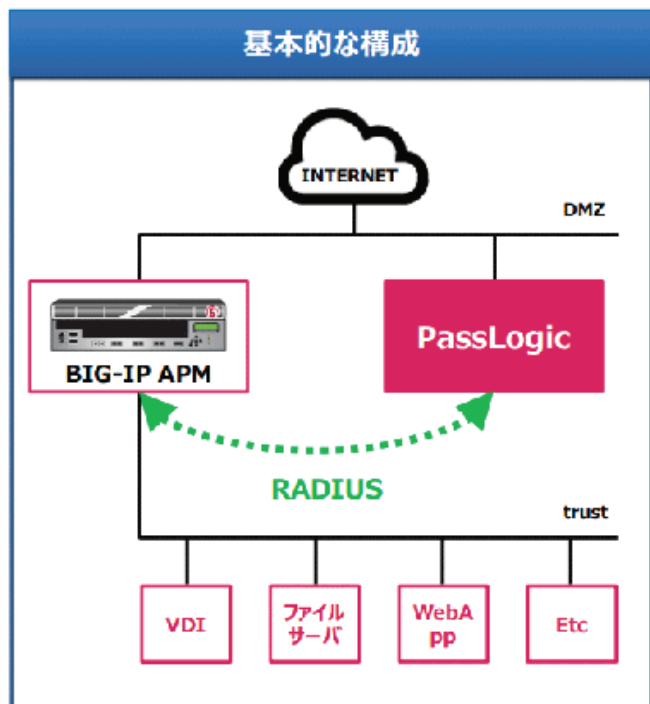 基本的な構成
INTERNET
DMZ
BIG-IP APM
PassLogic
RADIUS
trust
VDI
ファイル
サーバ
WebA
pp
Etc